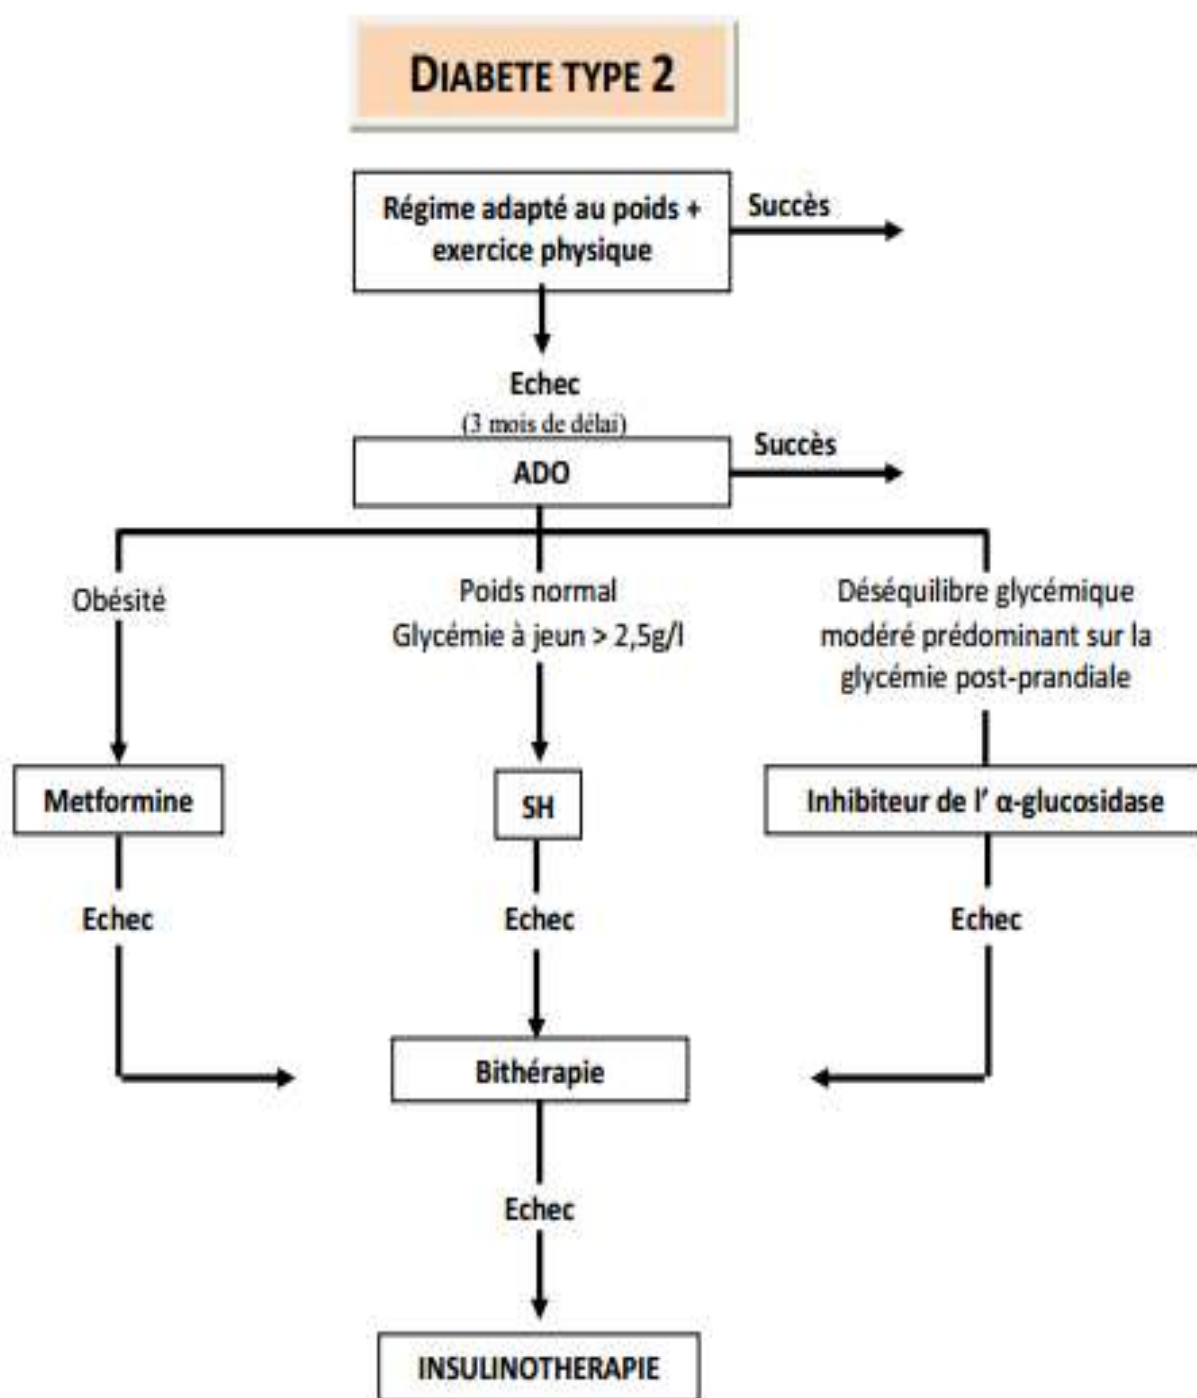 DIABETE TYPE 2
Régime adapté au poids +
exercice physique
Succès
Echec
(3 mois de délai)
ADO
Succès
Obésité
Poids normal
Glycémie à jeun > 2,5g/l
Déséquilibre glycémique
modéré prédominant sur la
glycémie post-prandiale
Metformine
SH
Inhibiteur de l' α-glucosidase
Echec
Echec
Echec
Bithérapie
Echec
INSULINOTHERAPIE